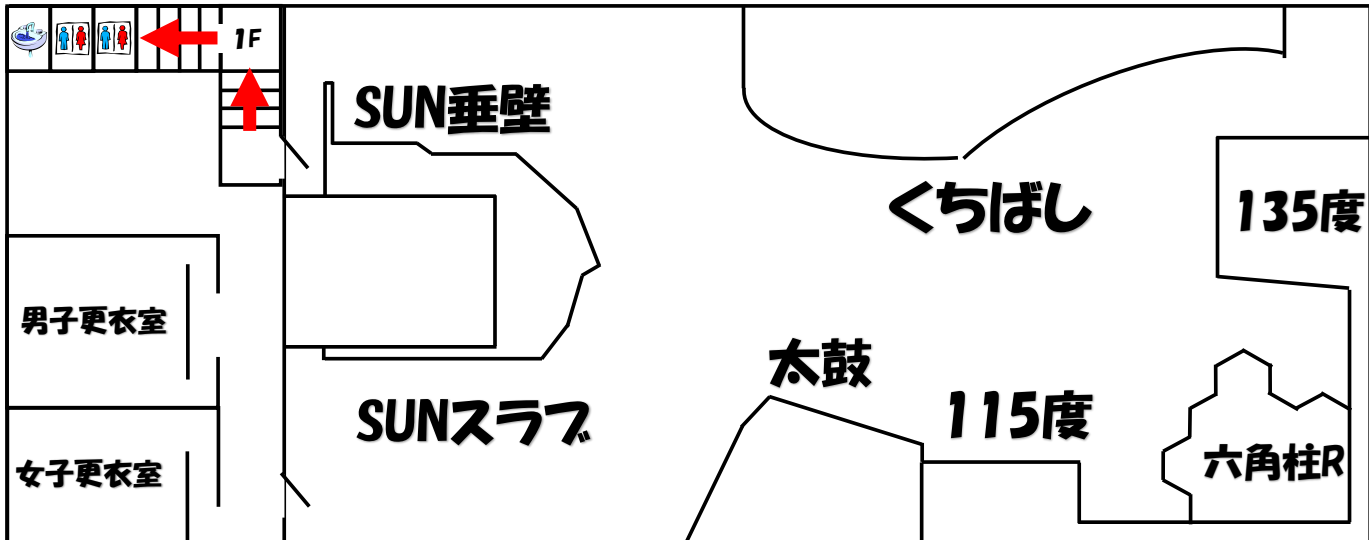 1F
SUN垂壁
くちばし
135度
男子更衣室
太鼓
115度
SUNスラブ
六角柱R
女子更衣室